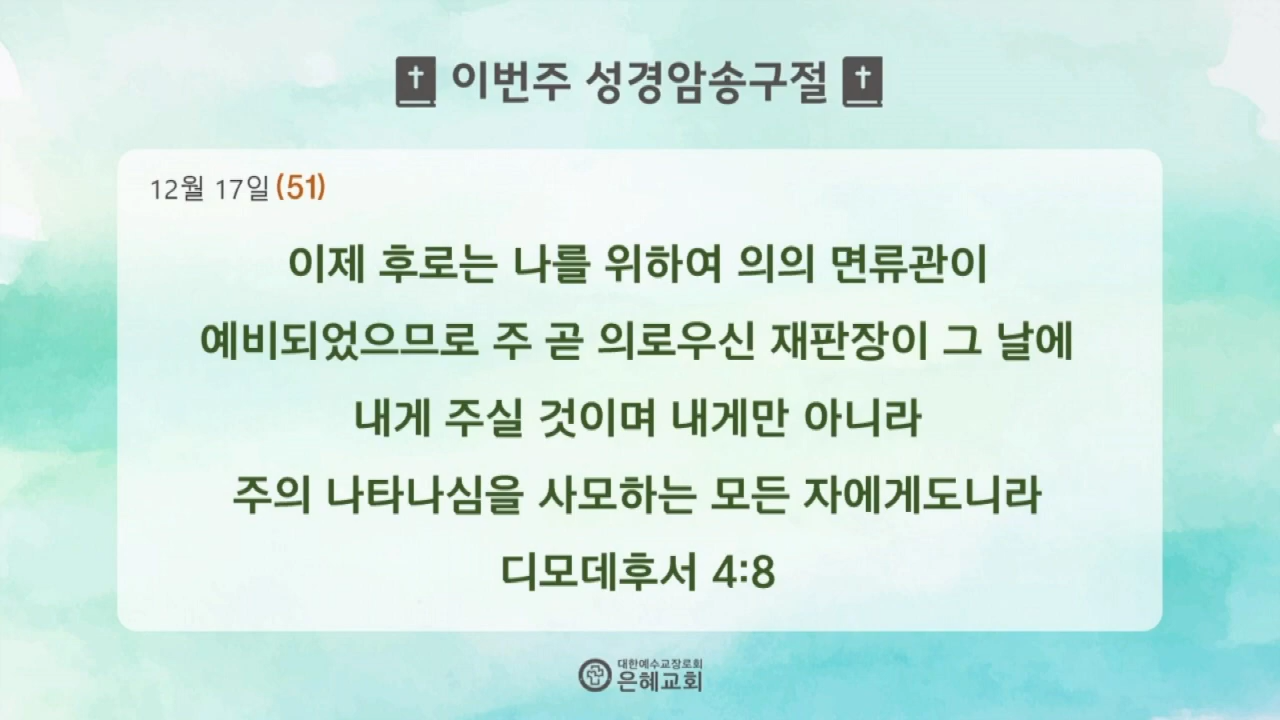 이번주 성경암송구절
12월 17일 (51)
이제 후로는 나를 위하여 의의 면류관이
예비되었으므로 주 곧 의로우신 재판장이 그 날에
내게 주실 것이며 내게만 아니라
주의 나타나심을 사모하는 모든 자에게도니라
디모데후서 4:8
대한예수교장로회
은혜교회